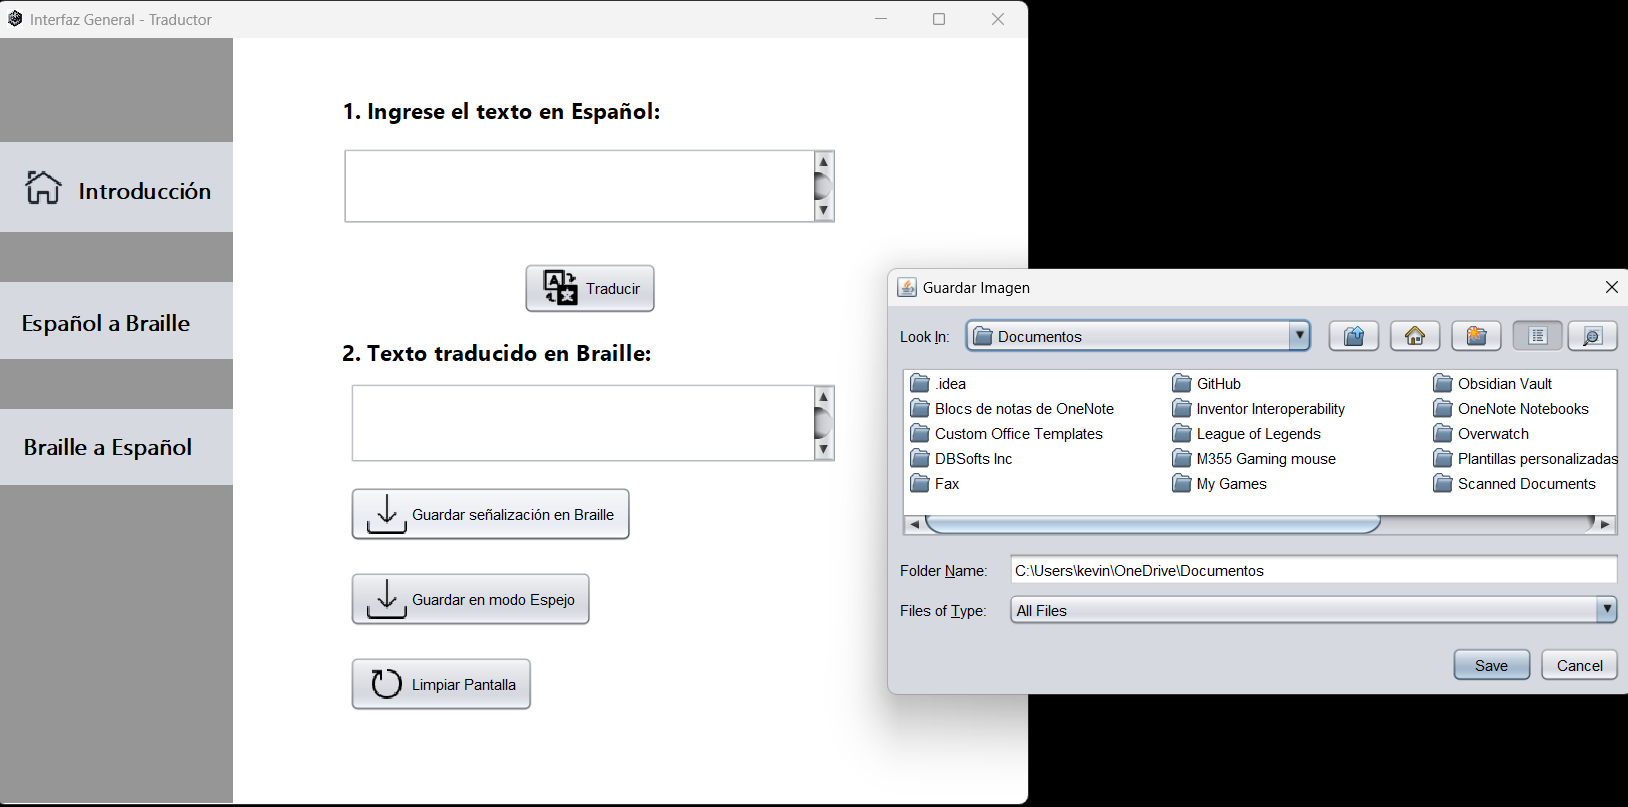 Interfaz General - Traductor
Introducción
Español a Braille
Braille a Español
1. Ingrese el texto en Español:
Traducir
2. Texto traducido en Braille:
Guardar señalización en Braille
Guardar en modo Espejo
Limpiar Pantalla
Guardar Imagen
Look In: Documentos
.idea GitHub Obsidian Vault
Blocs de notas de OneNote Inventor Interoperability OneNote Notebooks
Custom Office Templates League of Legends Overwatch
DBSofts Inc M355 Gaming mouse Plantillas personalizadas
Fax My Games Scanned Documents
Folder Name: C:\Users\kevin\OneDrive\Documentos
Files of Type: All Files
Save Cancel